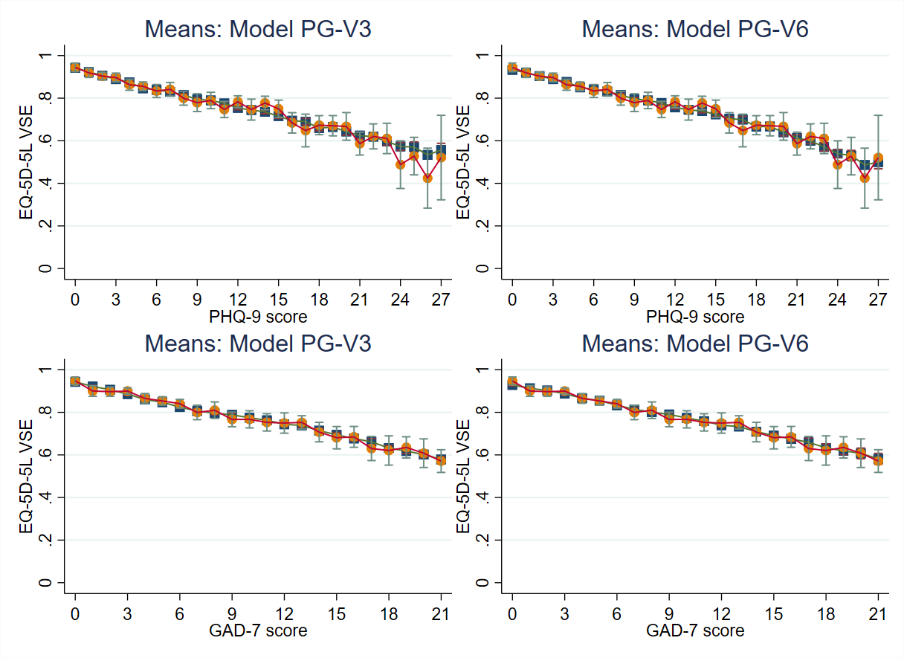 Means: Model PG-V3
EQ-5D-5L VSE
1
.8
.6
.4
.2
0
0 3 6 9 12 15 18 21 24 27
PHQ-9 score
Means: Model PG-V6
EQ-5D-5L VSE
1
.8
.6
.4
.2
0
0 3 6 9 12 15 18 21 24 27
PHQ-9 score
Means: Model PG-V3
EQ-5D-5L VSE
1
.8
.6
.4
.2
0
0 3 6 9 12 15 18 21
GAD-7 score
Means: Model PG-V6
EQ-5D-5L VSE
1
.8
.6
.4
.2
0
0 3 6 9 12 15 18 21
GAD-7 score